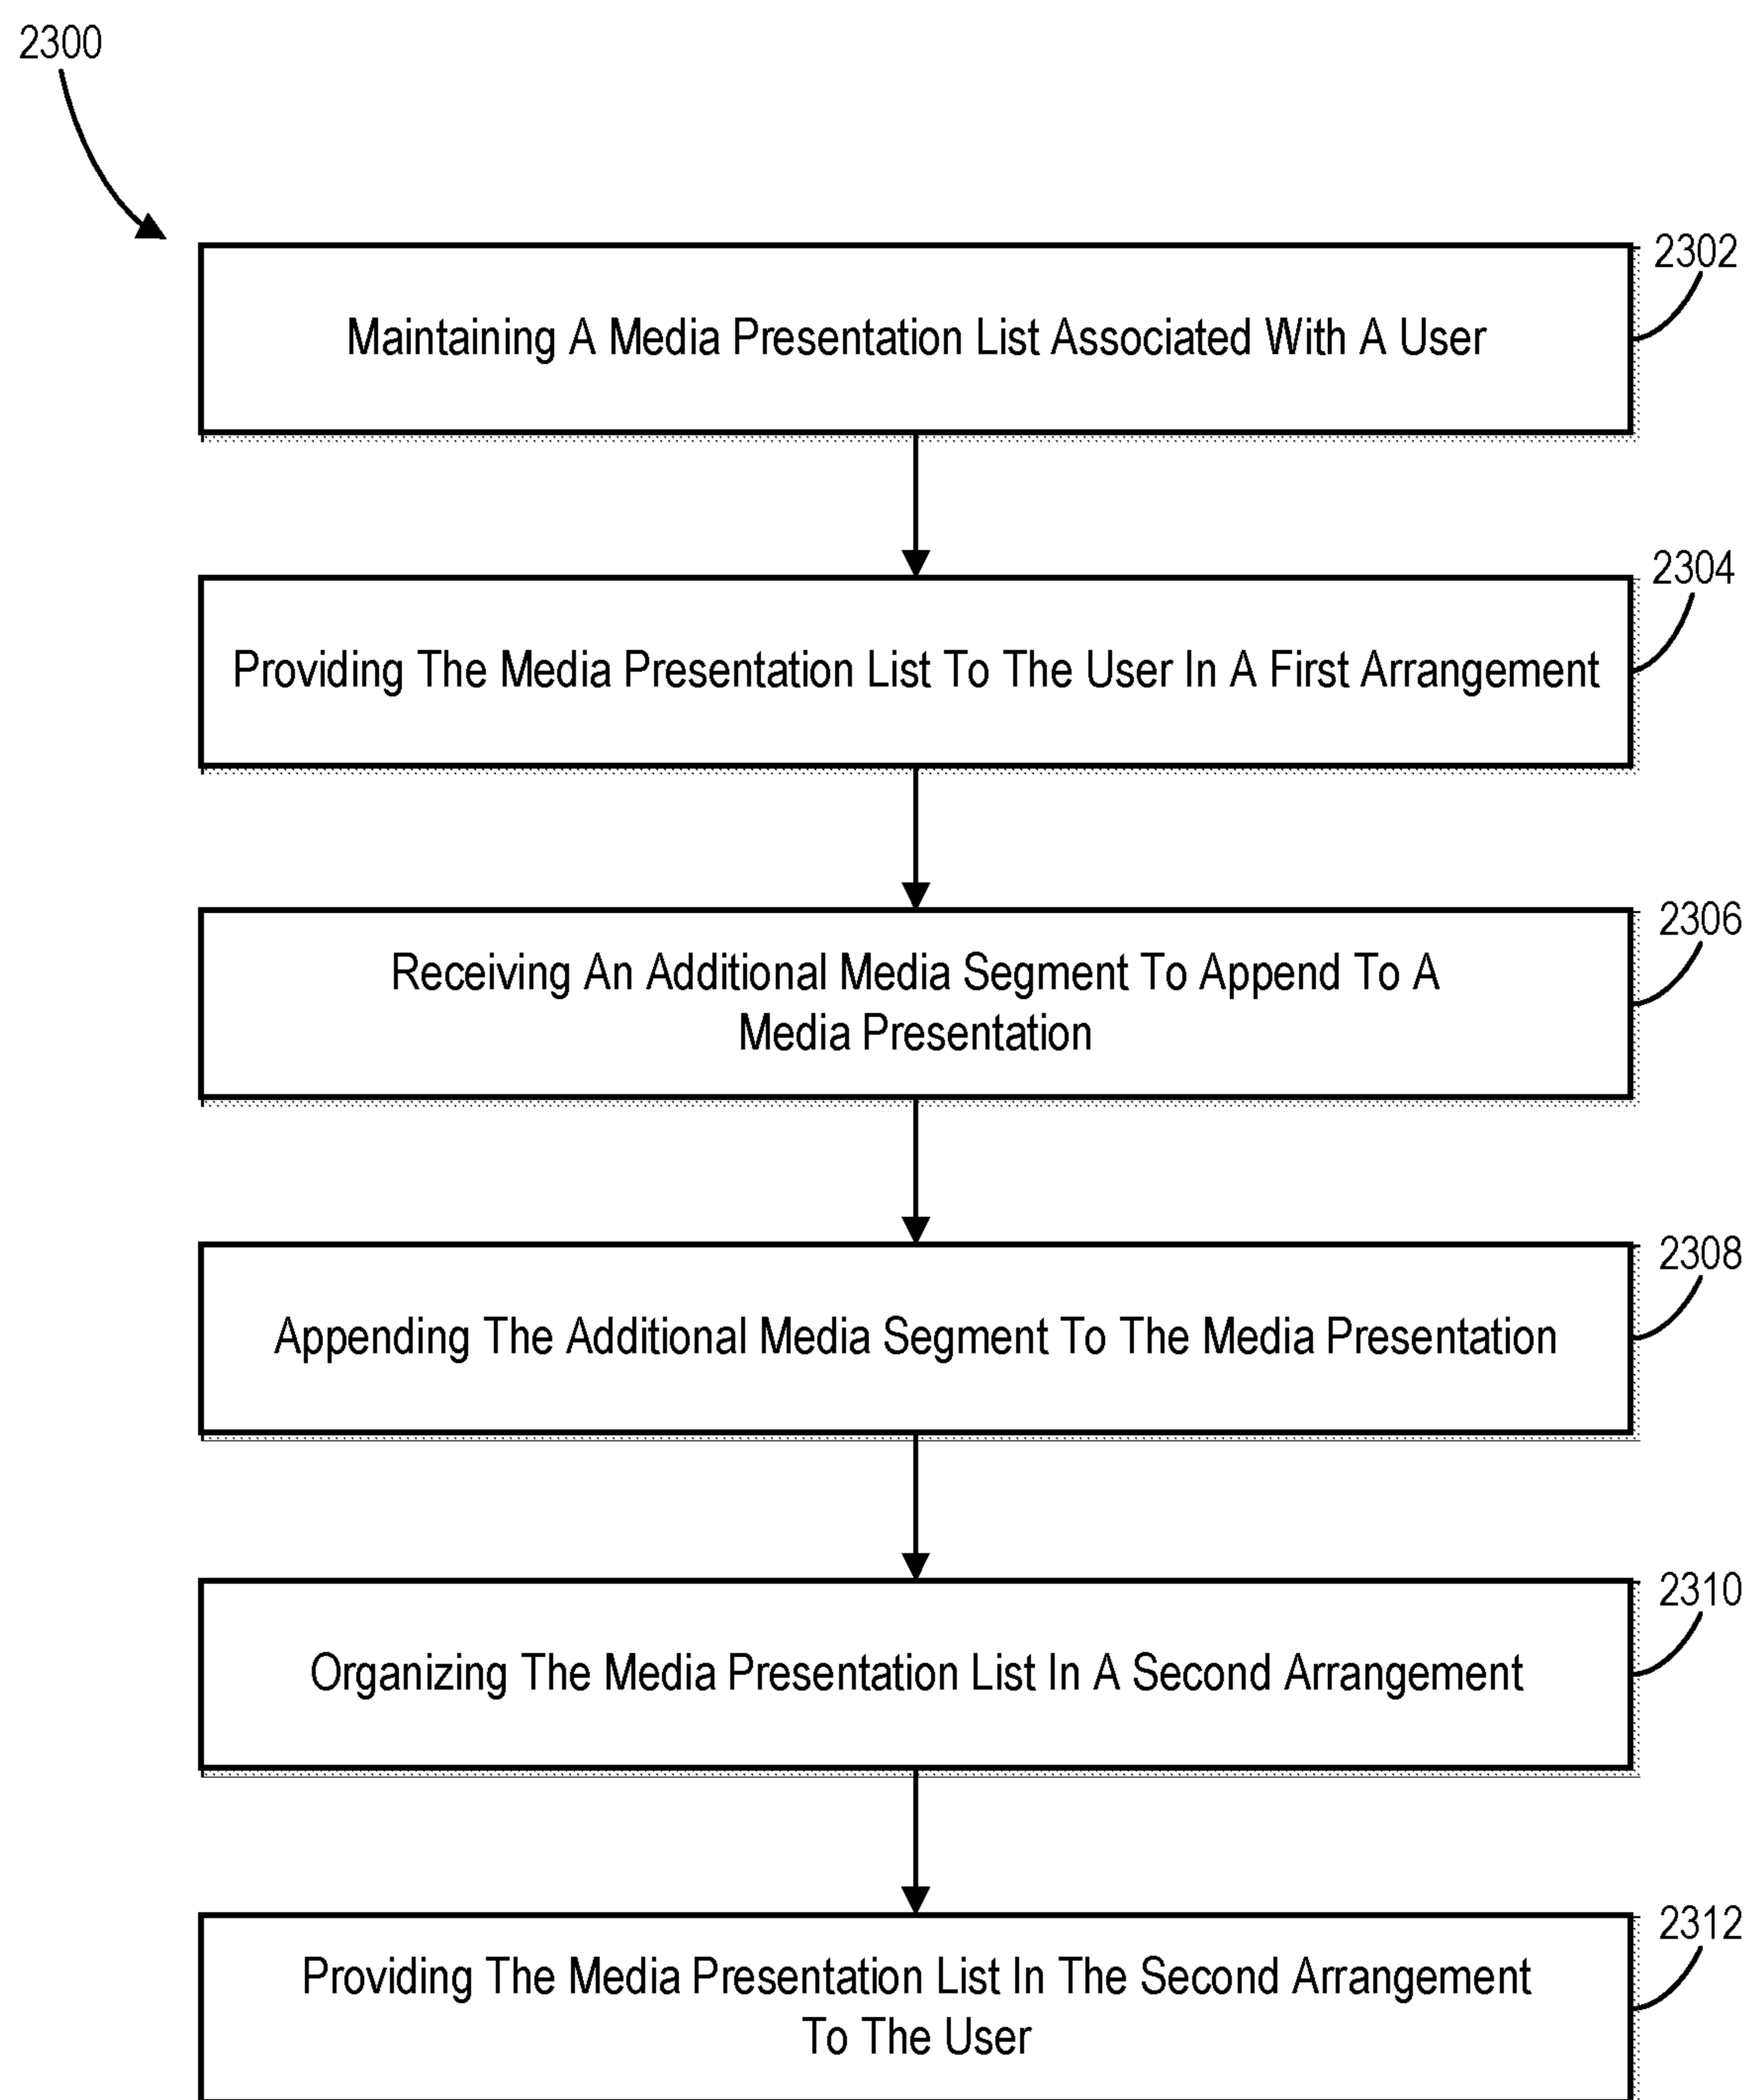 2300
2302
Maintaining A Media Presentation List Associated With A User
2304
Providing The Media Presentation List To The User In A First Arrangement
2306
Receiving An Additional Media Segment To Append To A
Media Presentation
2308
Appending The Additional Media Segment To The Media Presentation
2310
Organizing The Media Presentation List In A Second Arrangement
2312
Providing The Media Presentation List In The Second Arrangement
To The User